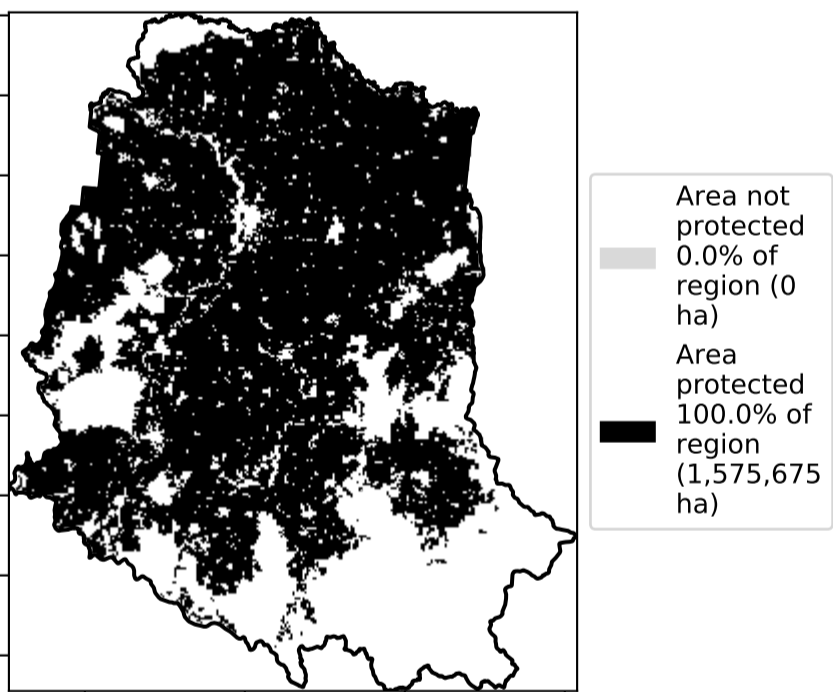 Area not
protected
0.0% of
region (0
ha)
Area
protected
100.0% of
region
(1,575,675
ha)